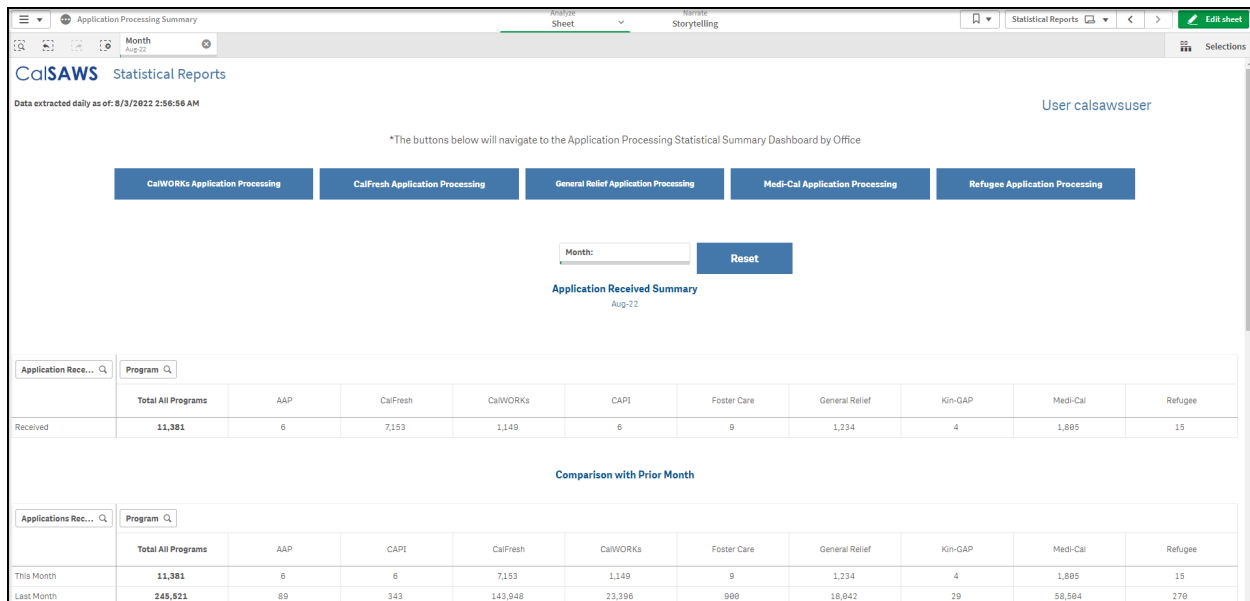 Application Processing Summary
Analyze
Sheet
Narrate
Storytelling
Statistical Reports
Edit sheet
Month
Aug-22
Selections
CalSAWS Statistical Reports
Data extracted daily as of: 8/3/2022 2:56:56 AM
User calsawsuser
*The buttons below will navigate to the Application Processing Statistical Summary Dashboard by Office
CalWORKs Application Processing
CalFresh Application Processing
General Relief Application Processing
Medi-Cal Application Processing
Refugee Application Processing
Month:
Reset
Application Received Summary
Aug-22
Application Rece... Program
Total All Programs AAP CalFresh CalWORKs CAPI Foster Care General Relief Kin-GAP Medi-Cal Refugee
Received 11,381 6 7,153 1,149 6 9 1,234 4 1,805 15
Comparison with Prior Month
Applications Rec... Program
Total All Programs AAP CAPI CalFresh CalWORKs Foster Care General Relief Kin-GAP Medi-Cal Refugee
This Month 11,381 6 6 7,153 1,149 9 1,234 4 1,805 15
Last Month 245,521 89 343 143,948 23,396 900 18,042 29 58,504 270